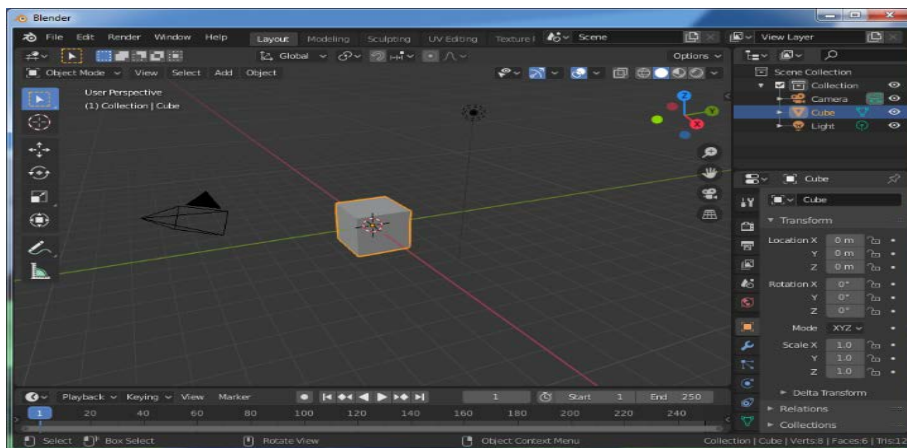 Blender
File Edit Render Window Help Layout Modeling Sculpting UV Editing Texture Scene View Layer
Global Options
Object Mode View Select Add Object
User Perspective
(1) Collection | Cube
Z
Y
X
Scene Collection
Collection
Camera
Cube
Light
Cube
Cube
Transform
Location X 0 m
Y 0 m
Z 0 m
Rotation X 0°
Y 0°
Z 0°
Mode XYZ
Scale X 1.0
Y 1.0
Z 1.0
Delta Transform
Relations
Collections
Playback Keying View Marker 1 Start 1 End 250
1 20 40 60 80 100 120 140 160 180 200 220 240
Select Box Select Rotate View Object Context Menu Collection | Cube | Verts:8 | Faces:6 | Tris:12